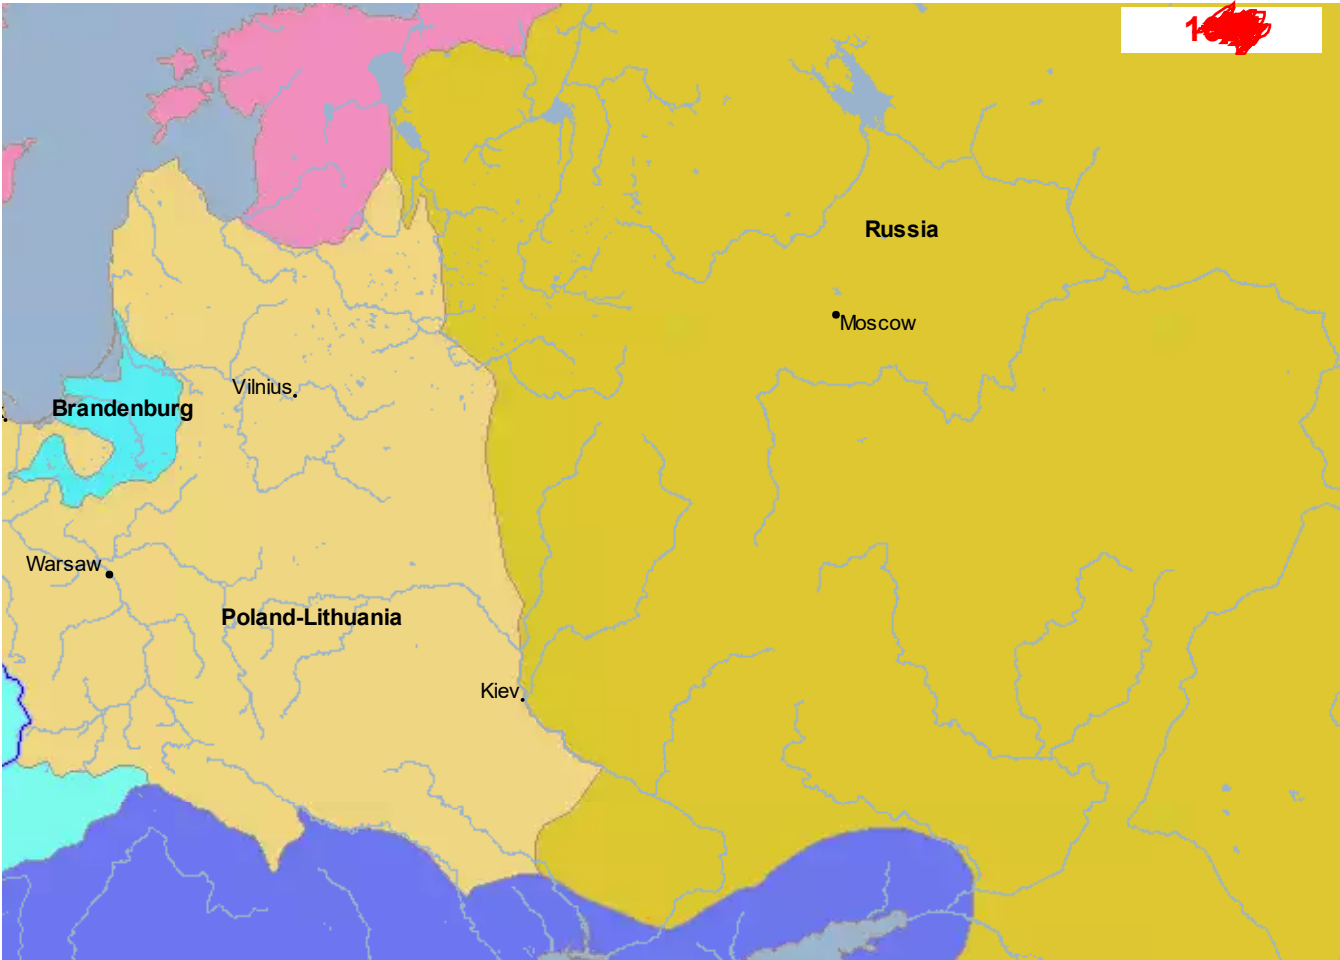 Russia
Moscow
Vilnius
Brandenburg
Warsaw
Poland-Lithuania
Kiev